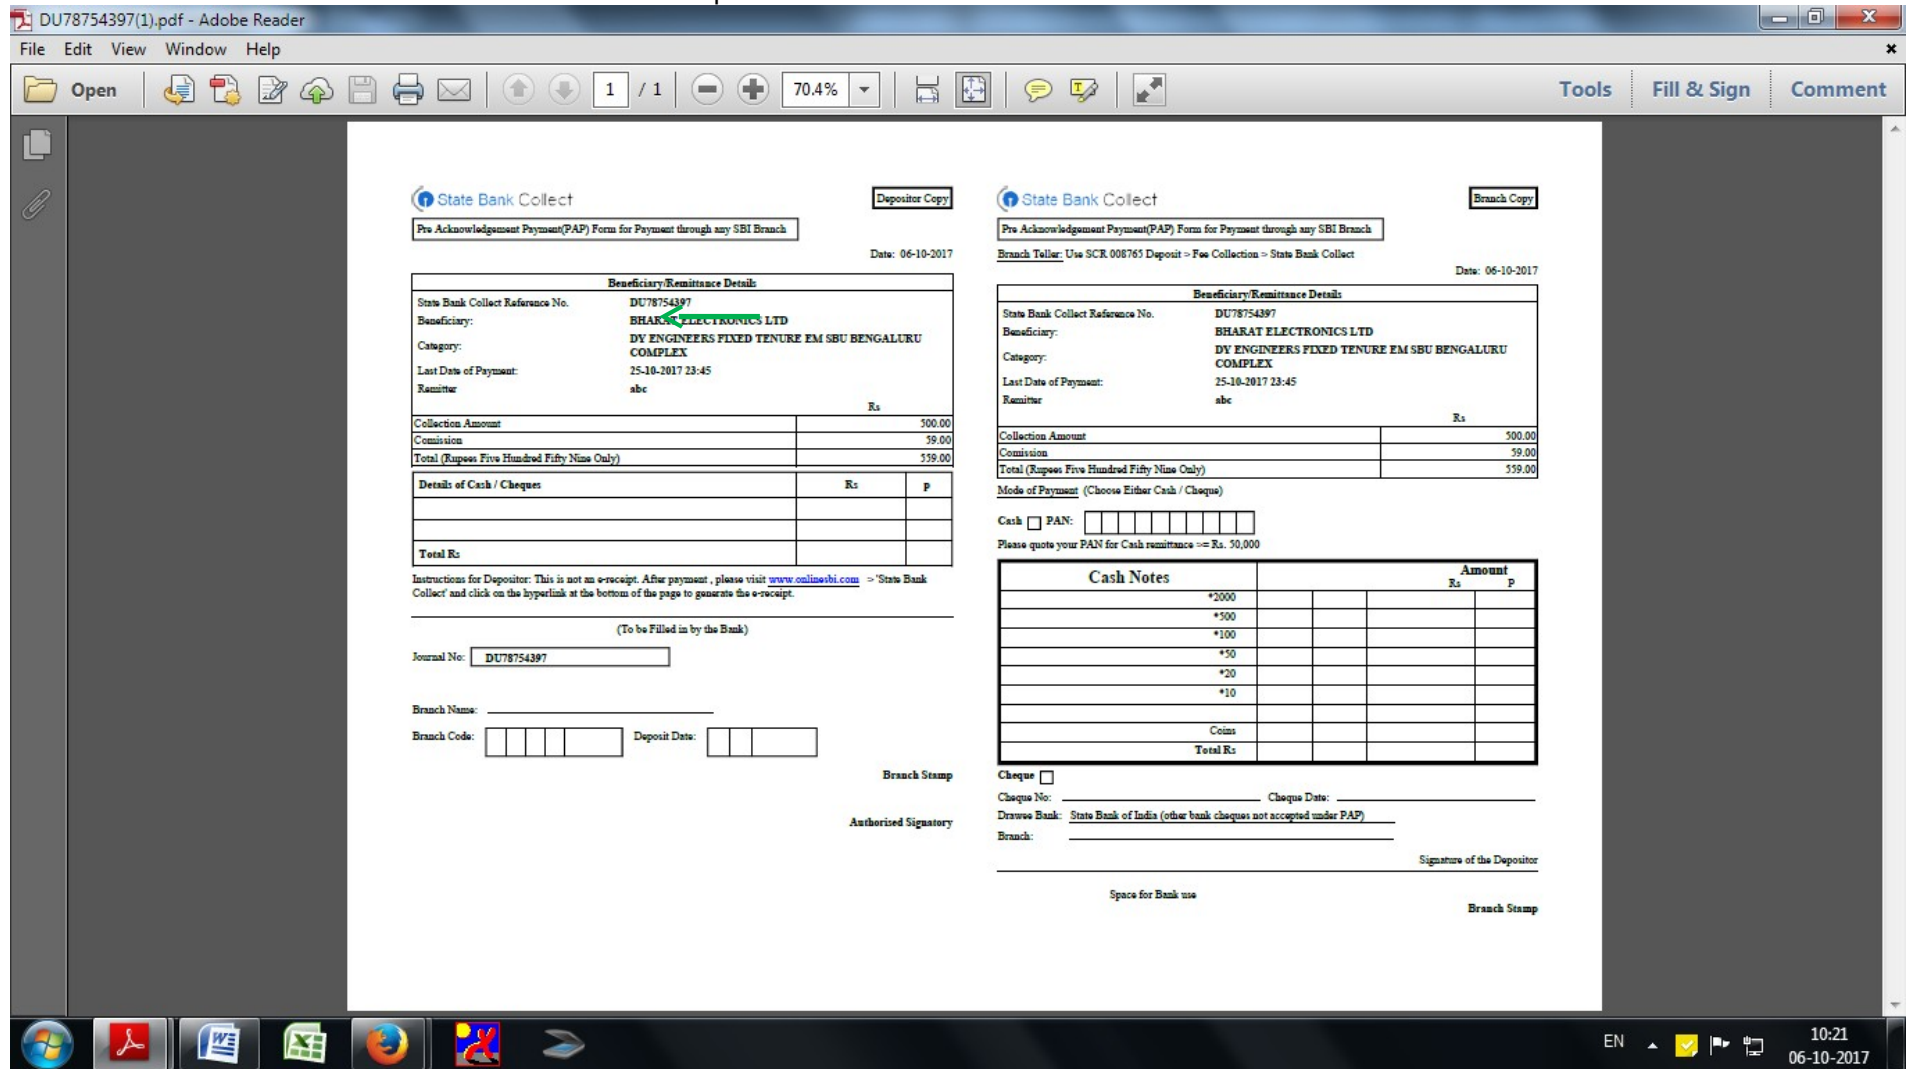 DU78754397(1).pdf - Adobe Reader
File Edit View Window Help
Open 1 / 1 70.4% Tools Fill & Sign Comment
State Bank Collect Depositor Copy
Pre Acknowledgement Payment(PAP) Form for Payment through any SBI Branch
Date: 06-10-2017
Beneficiary/Remittance Details
State Bank Collect Reference No. DU78754397
Beneficiary: BHARAT ELECTRONICS LTD
Category: DY ENGINEERS FIXED TENURE EM SBU BENGALURU
COMPLEX
Last Date of Payment: 25-10-2017 23:45
Remitter abc
Rs
Collection Amount 500.00
Comission 59.00
Total (Rupees Five Hundred Fifty Nine Only) 559.00
Details of Cash / Cheques Rs P
Total Rs
Instructions for Depositor: This is not an e-receipt. After payment , please visit www.onlinesbi.com > 'State Bank
Collect' and click on the hyperlink at the bottom of the page to generate the e-receipt.
(To be Filled in by the Bank)
Journal No: DU78754397
Branch Name:
Branch Code: Deposit Date:
Branch Stamp
Authorised Signatory
State Bank Collect Branch Copy
Pre Acknowledgement Payment(PAP) Form for Payment through any SBI Branch
Branch Teller: Use SCR 008765 Deposit > Fee Collection > State Bank Collect
Date: 06-10-2017
Beneficiary/Remittance Details
State Bank Collect Reference No. DU78754397
Beneficiary: BHARAT ELECTRONICS LTD
Category: DY ENGINEERS FIXED TENURE EM SBU BENGALURU
COMPLEX
Last Date of Payment: 25-10-2017 23:45
Remitter abc
Rs
Collection Amount 500.00
Comission 59.00
Total (Rupees Five Hundred Fifty Nine Only) 559.00
Mode of Payment (Choose Either Cash / Cheque)
Cash PAN:
Please quote your PAN for Cash remittance >= Rs. 50,000
Cash Notes Amount
Rs P
*2000
*500
*100
*50
*20
*10
Coins
Total Rs
Cheque
Cheque No: Cheque Date:
Drawee Bank: State Bank of India (other bank cheques not accepted under PAP)
Branch:
Signature of the Depositor
Space for Bank use
Branch Stamp
EN 10:21
06-10-2017